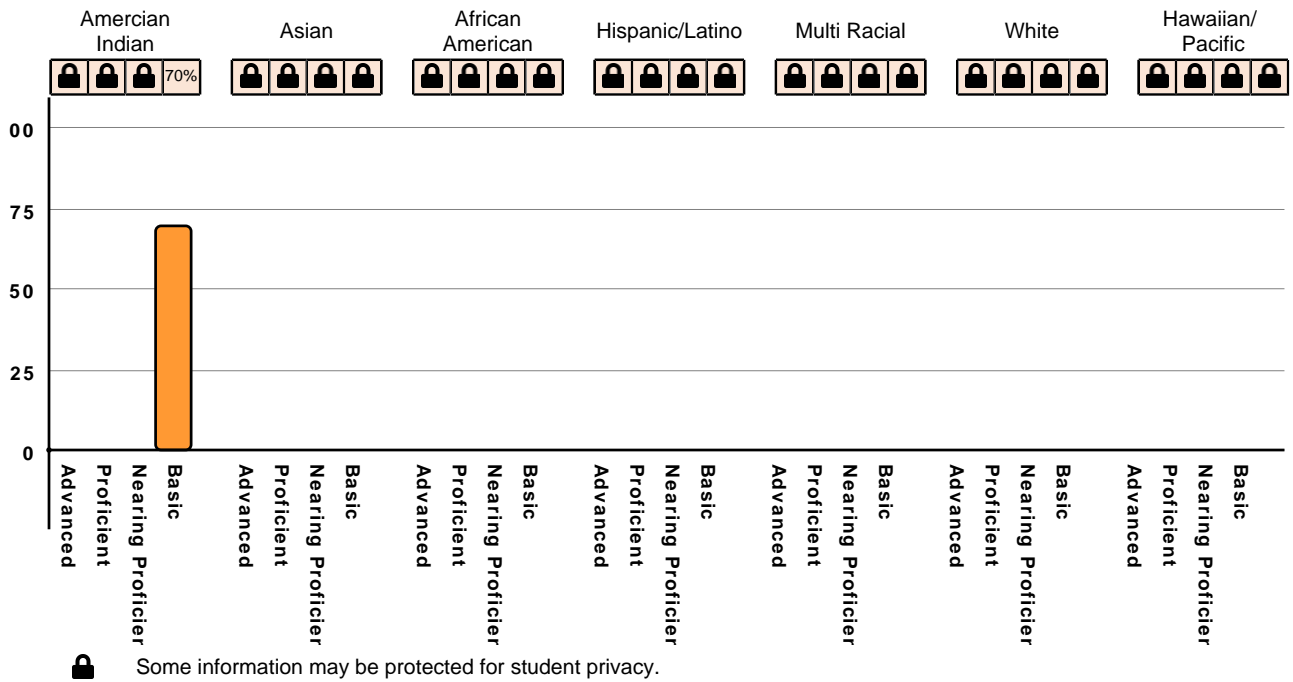 Amercian
Indian
Asian
African
American
Hispanic/Latino
Multi Racial
White
Hawaiian/
Pacific
70%
00
75
50
25
0
Advanced
Proficient
Nearing Proficier
Basic
Advanced
Proficient
Nearing Proficier
Basic
Advanced
Proficient
Nearing Proficier
Basic
Advanced
Proficient
Nearing Proficier
Basic
Advanced
Proficient
Nearing Proficier
Basic
Advanced
Proficient
Nearing Proficier
Basic
Advanced
Proficient
Nearing Proficier
Basic
Some information may be protected for student privacy.